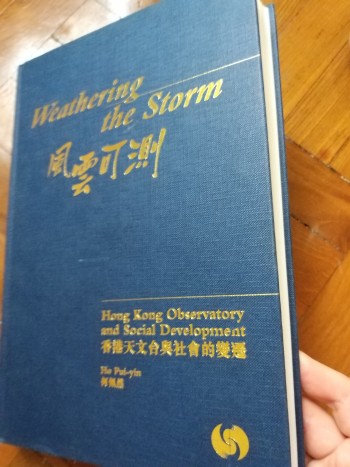 Weathering
the Storm
風雲可測
Hong Kong Observatory
and Social Development
香港天文台與社會的變遷
Ho Pui-yin
何佩然